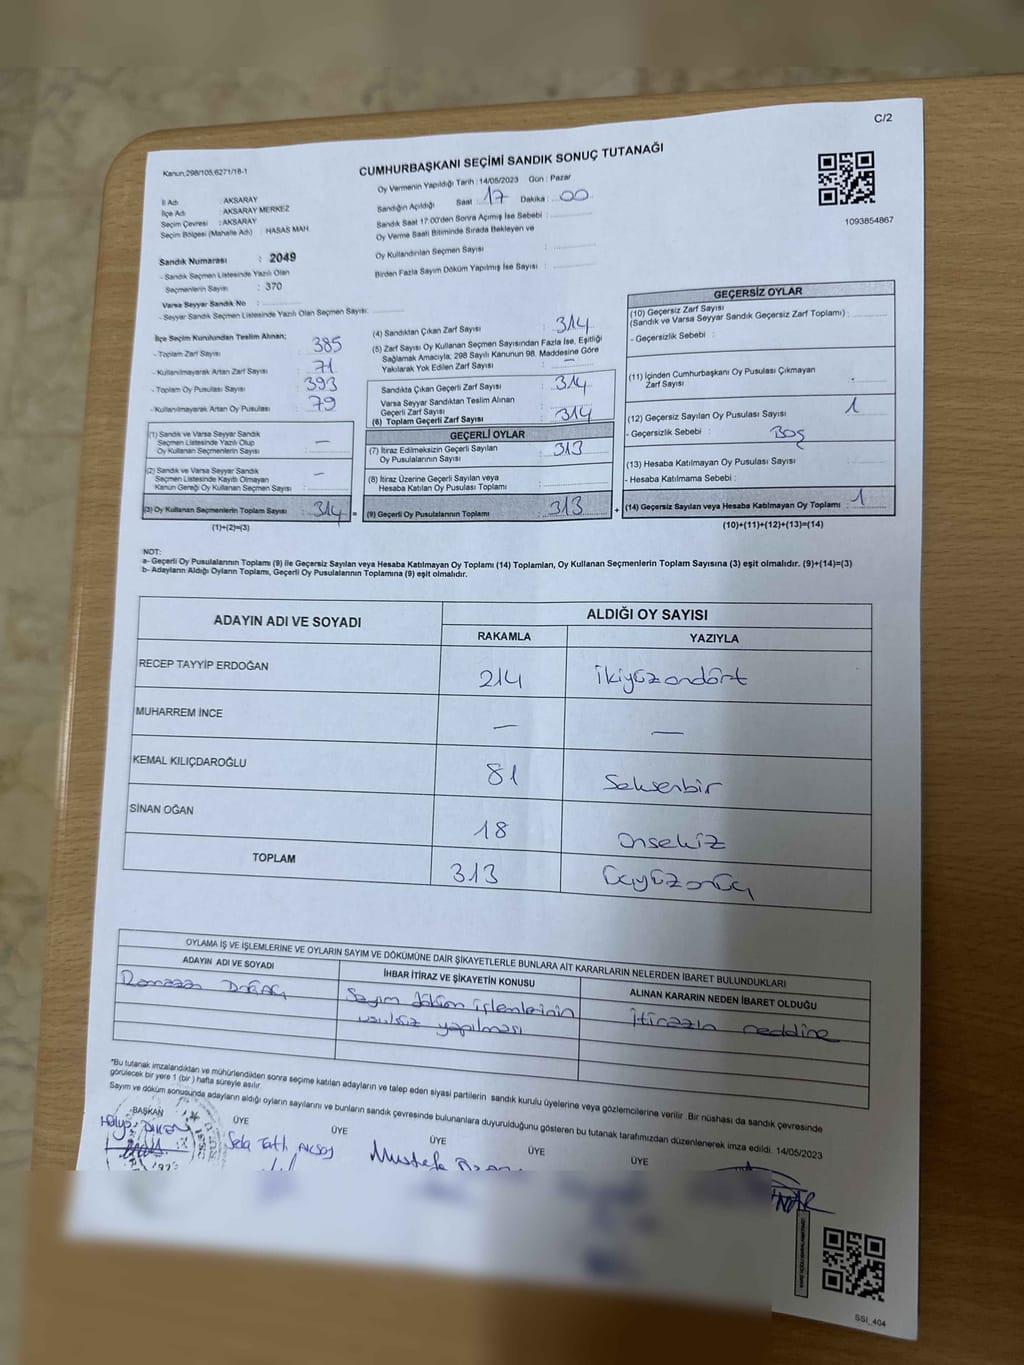 C/2
Kanun,298/105,6271/18-1
CUMHURBAŞKANI SEÇİMİ SANDIK SONUÇ TUTANAĞI
Oy Vermenin Yapıldığı Tarih : 14/05/2023 Gün : Pazar
İl Adı : AKSARAY
İlçe Adı : AKSARAY MERKEZ
Seçim Çevresi : AKSARAY
Seçim Bölgesi (Mahalle Adı) : HASAS MAH.
Sandığın Açıldığı Saat : 17 Dakika : 00
Sandık Saat 17:00'den Sonra Açımış İse Sebebi :
Oy Verme Saati Bitiminde Sırada Bekleyen ve
Oy Kullandırılan Seçmen Sayısı :
Birden Fazla Sayım Döküm Yapılmış İse Sayısı :
1093854867
Sandık Numarası : 2049
- Sandık Seçmen Listesinde Yazılı Olan
Seçmenlerin Sayısı : 370
Varsa Seyyar Sandık No :
- Seyyar Sandık Seçmen Listesinde Yazılı Olan Seçmen Sayısı:
İlçe Seçim Kurulundan Teslim Alınan;
- Toplam Zarf Sayısı : 385
- Kullanılmayarak Artan Zarf Sayısı : 71
- Toplam Oy Pusulası Sayısı : 393
- Kullanılmayarak Artan Oy Pusulası : 79
(1) Sandık ve Varsa Seyyar Sandık
Seçmen Listesinde Yazılı Olup
Oy Kullanan Seçmenlerin Sayısı : —
(2) Sandık ve Varsa Seyyar Sandık
Seçmen Listesinde Kayıtlı Olmayan
Kanun Gereği Oy Kullanan Seçmen Sayısı : —
(3) Oy Kullanan Seçmenlerin Toplam Sayısı : 314 =
(1)+(2)=(3)
(4) Sandıktan Çıkan Zarf Sayısı : 314
(5) Zarf Sayısı Oy Kullanan Seçmen Sayısından Fazla İse, Eşitliği
Sağlamak Amacıyla, 298 Sayılı Kanunun 98. Maddesine Göre
Yakılarak Yok Edilen Zarf Sayısı : —
Sandıkta Çıkan Geçerli Zarf Sayısı : 314
Varsa Seyyar Sandıktan Teslim Alınan
Geçerli Zarf Sayısı :
(6) Toplam Geçerli Zarf Sayısı : 314
GEÇERLİ OYLAR
(7) İtiraz Edilmeksizin Geçerli Sayılan
Oy Pusulalarının Sayısı : 313
(8) İtiraz Üzerine Geçerli Sayılan veya
Hesaba Katılan Oy Pusulası Toplamı :
(9) Geçerli Oy Pusulalarının Toplamı : 313 +
GEÇERSİZ OYLAR
(10) Geçersiz Zarf Sayısı
(Sandık ve Varsa Seyyar Sandık Geçersiz Zarf Toplamı) :
- Geçersizlik Sebebi :
(11) İçinden Cumhurbaşkanı Oy Pusulası Çıkmayan
Zarf Sayısı :
(12) Geçersiz Sayılan Oy Pusulası Sayısı : 1
- Geçersizlik Sebebi : BOŞ
(13) Hesaba Katılmayan Oy Pusulası Sayısı :
- Hesaba Katılmama Sebebi :
(14) Geçersiz Sayılan veya Hesaba Katılmayan Oy Toplamı : 1
(10)+(11)+(12)+(13)=(14)
NOT:
a- Geçerli Oy Pusulalarının Toplamı (9) ile Geçersiz Sayılan veya Hesaba Katılmayan Oy Toplamı (14) Toplamları, Oy Kullanan Seçmenlerin Toplam Sayısına (3) eşit olmalıdır. (9)+(14)=(3)
b- Adayların Aldığı Oyların Toplamı, Geçerli Oy Pusulalarının Toplamına (9) eşit olmalıdır.
ADAYIN ADI VE SOYADI
ALDIĞI OY SAYISI
RAKAMLA YAZIYLA
RECEP TAYYİP ERDOĞAN 214 İkiyüzondört
MUHARREM İNCE — —
KEMAL KILIÇDAROĞLU 81 Seksenbir
SİNAN OĞAN 18 Onsekiz
TOPLAM 313 Üçyüzonüç
OYLAMA İŞ VE İŞLEMLERİNE VE OYLARIN SAYIM VE DÖKÜMÜNE DAİR ŞİKAYETLERLE BUNLARA AİT KARARLARIN NELERDEN İBARET BULUNDUKLARI
ADAYIN ADI VE SOYADI İHBAR İTİRAZ VE ŞİKAYETİN KONUSU ALINAN KARARIN NEDEN İBARET OLDUĞU
Ramazan Sayım döküm işlemlerinin İtirazın reddine
usulsüz yapılması
*Bu tutanak imzalandıktan ve mühürlendikten sonra seçime katılan adayların ve talep eden siyasi partilerin sandık kurulu üyelerine veya gözlemcilerine verilir. Bir nüshası da sandık çevresinde
görülecek bir yere 1 (bir) hafta süreyle asılır.
Sayım ve döküm sonucunda adayların aldığı oyların sayılarını ve bunların sandık çevresinde bulunanlara duyurulduğunu gösteren bu tutanak tarafımızdan düzenlenerek imza edildi. 14/05/2023
BAŞKAN ÜYE ÜYE ÜYE ÜYE ÜYE
Mustafa
SSI_404